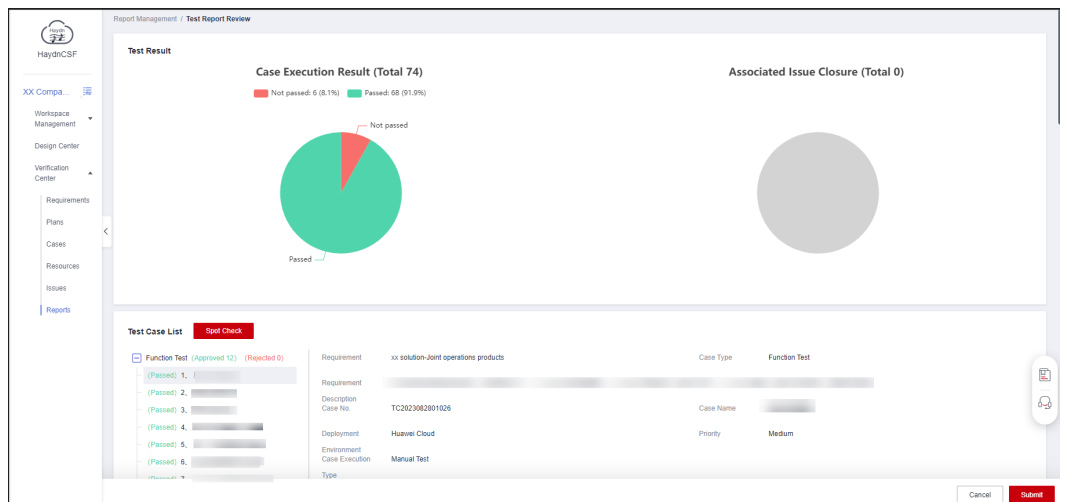 Haydn
HaydnCSF
XX Compa...
Workspace
Management
Design Center
Verification
Center
Requirements
Plans
Cases
Resources
Issues
Reports
Report Management / Test Report Review
Test Result
Case Execution Result (Total 74)
Not passed: 6 (8.1%) Passed: 68 (91.9%)
Not passed
Passed
Associated Issue Closure (Total 0)
Test Case List Spot Check
Function Test (Approved 12) (Rejected 0)
(Passed) 1,
(Passed) 2,
(Passed) 3,
(Passed) 4,
(Passed) 5,
(Passed) 6,
(Passed) 7
Requirement xx solution-Joint operations products Case Type Function Test
Requirement
Description
Case No. TC2023082801026 Case Name
Deployment Huawei Cloud Priority Medium
Environment
Case Execution Manual Test
Type
Cancel Submit